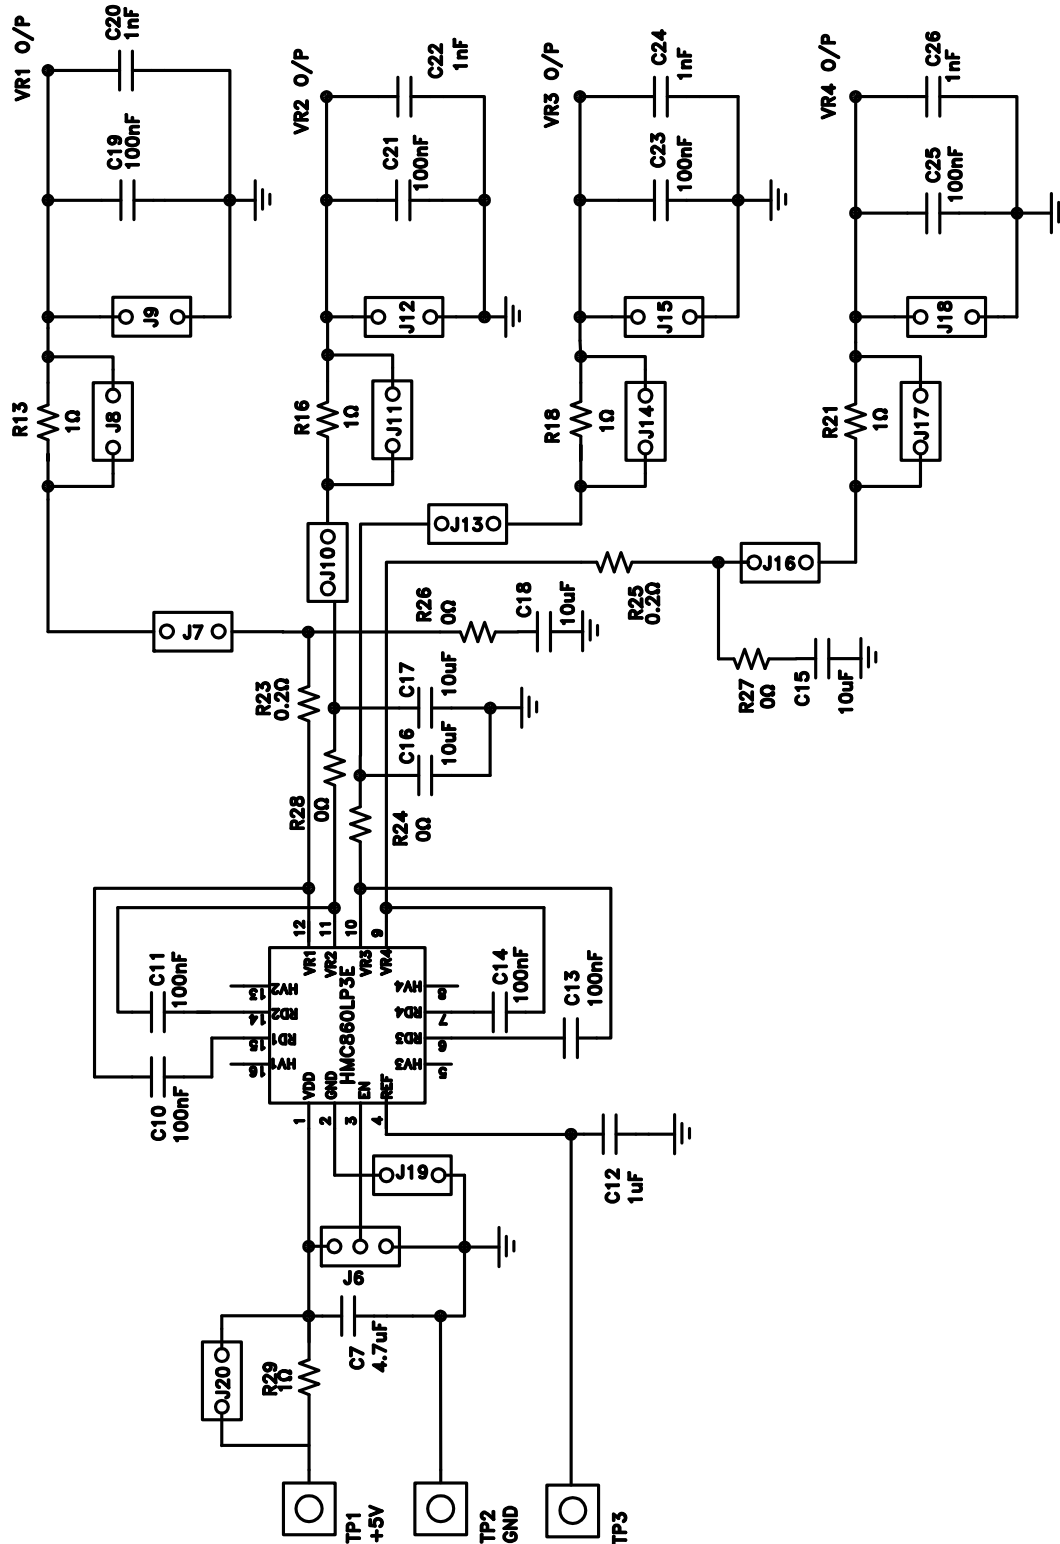 VR1 O/P
C20
1nF
C19
100nF
J9
R13
1Ω
J8
VR2 O/P
C22
1nF
C21
100nF
J12
R16
1Ω
J11
VR3 O/P
C24
1nF
C23
100nF
J15
R18
1Ω
J14
VR4 O/P
C26
1nF
C25
100nF
J18
R21
1Ω
J17
J7
J10
J13
J16
R23
0.2Ω
R26
0Ω
C18
10uF
R25
0.2Ω
C17
10uF
C16
10uF
R27
0Ω
C15
10uF
R28
0Ω
R24
0Ω
C11
100nF
C10
100nF
C14
100nF
C13
100nF
HMC860LP3E
12
11
10
9
VR1
VR2
VR3
VR4
13
HV2
14
RD2
15
RD1
16
HV1
HV4
8
RD4
7
RD3
6
HV3
5
VDD
GND
EN
REF
1
2
3
4
J19
C12
1uF
J6
C7
4.7uF
J20
R29
1Ω
TP1
+5V
TP2
GND
TP3